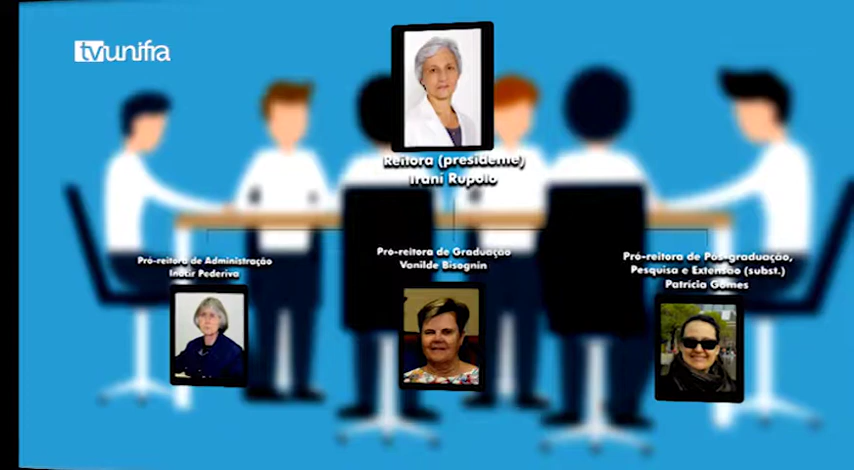 tvunifra
Reitora (presidente)
Irani Rupolo
Pró-reitora de Administração
Inacir Pederiva
Pró-reitora de Graduação
Vanilde Bisognin
Pró-reitora de Pós-graduação,
Pesquisa e Extensão (subst.)
Patrícia Gomes